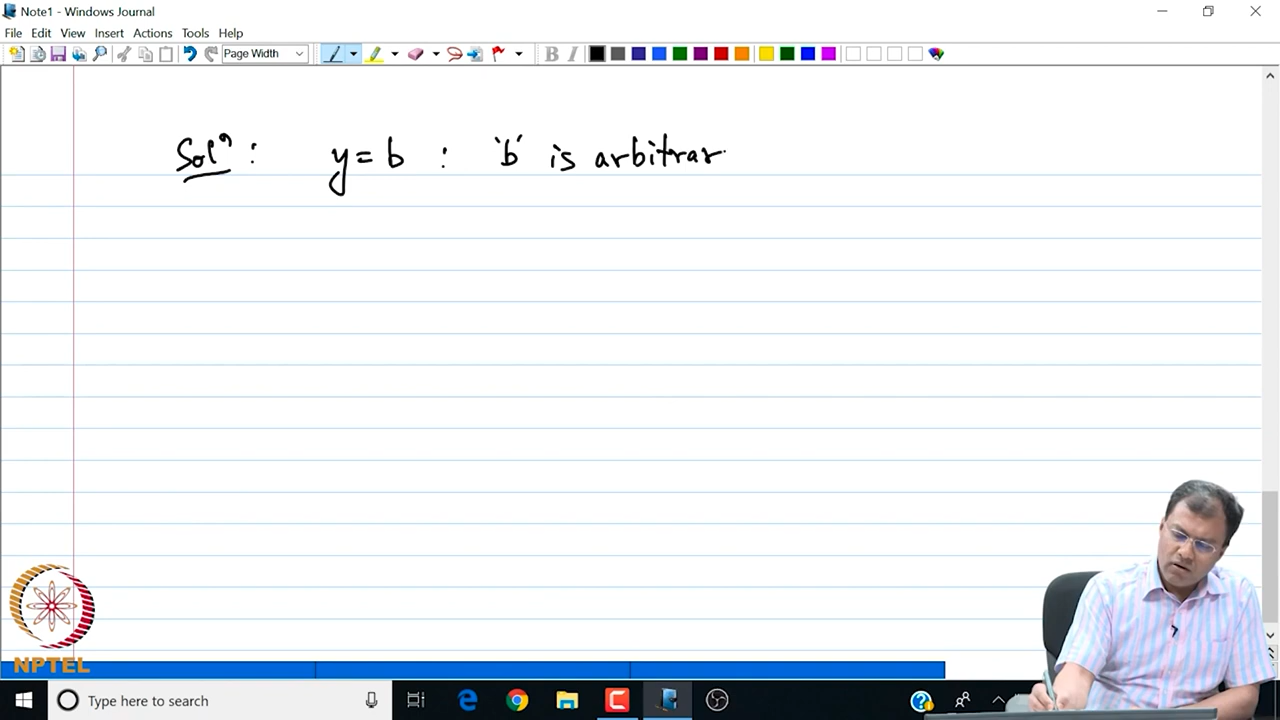 Note1 - Windows Journal
File Edit View Insert Actions Tools Help
Page Width B I
Solⁿ : y = b : 'b' is arbitrar
NPTEL
Type here to search